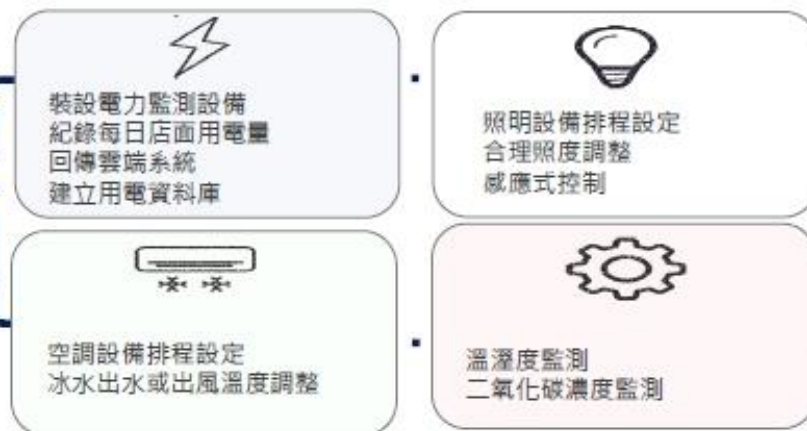 裝設電力監測設備
紀錄每日店面用電量
回傳雲端系統
建立用電資料庫
照明設備排程設定
合理照度調整
感應式控制
空調設備排程設定
冰水出水或出風溫度調整
溫溼度監測
二氧化碳濃度監測